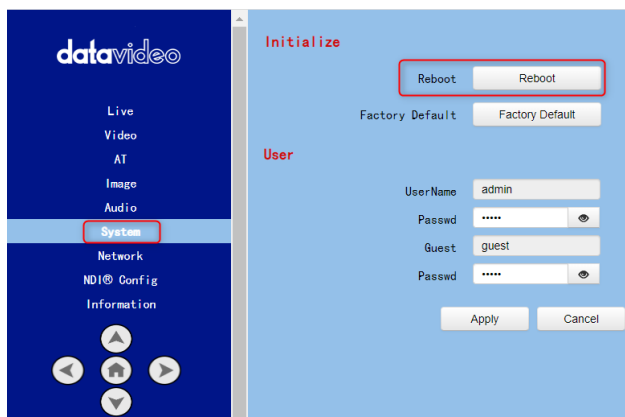 datavideo
Live
Video
AT
Image
Audio
System
Network
NDI® Config
Information
Initialize
Reboot Reboot
Factory Default Factory Default
User
UserName admin
Passwd •••••
Guest guest
Passwd •••••
Apply Cancel